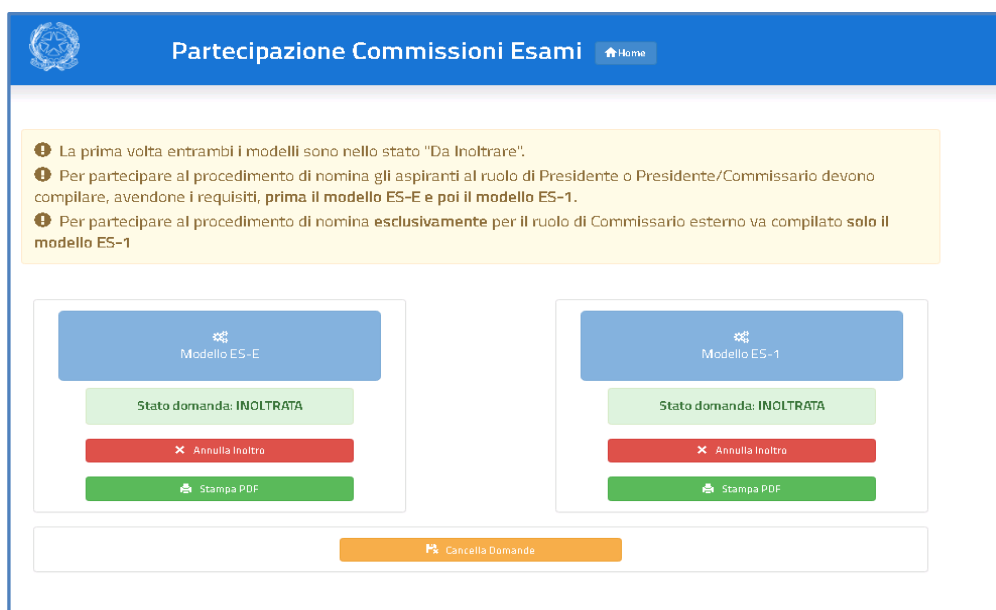 Partecipazione Commissioni Esami Home
La prima volta entrambi i modelli sono nello stato "Da Inoltrare".
Per partecipare al procedimento di nomina gli aspiranti al ruolo di Presidente o Presidente/Commissario devono
compilare, avendone i requisiti, prima il modello ES-E e poi il modello ES-1.
Per partecipare al procedimento di nomina esclusivamente per il ruolo di Commissario esterno va compilato solo il
modello ES-1
Modello ES-E
Stato domanda: INOLTRATA
Annulla Inoltro
Stampa PDF
Modello ES-1
Stato domanda: INOLTRATA
Annulla Inoltro
Stampa PDF
Cancella Domande